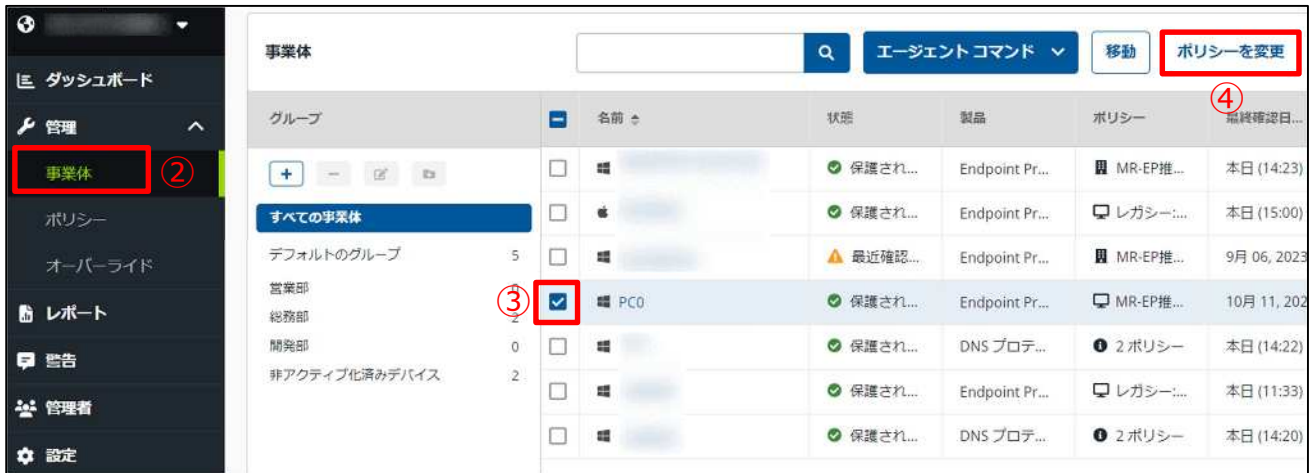 ダッシュボード
管理
事業体
②
ポリシー
オーバーライド
レポート
警告
管理者
設定
事業体
エージェント コマンド
移動
ポリシーを変更
④
グループ
すべての事業体
デフォルトのグループ 5
営業部 0
総務部 2
開発部 0
非アクティブ化済みデバイス 2
③
名前 状態 製品 ポリシー 最終確認日...
保護され... Endpoint Pr... MR-EP推... 本日 (14:23)
保護され... Endpoint Pr... レガシー:... 本日 (15:00)
最近確認... Endpoint Pr... MR-EP推... 9月 06, 2023
PC0 保護され... Endpoint Pr... MR-EP推... 10月 11, 202
保護され... DNS プロテ... 2 ポリシー 本日 (14:22)
保護され... Endpoint Pr... レガシー:... 本日 (11:33)
保護され... DNS プロテ... 2 ポリシー 本日 (14:20)